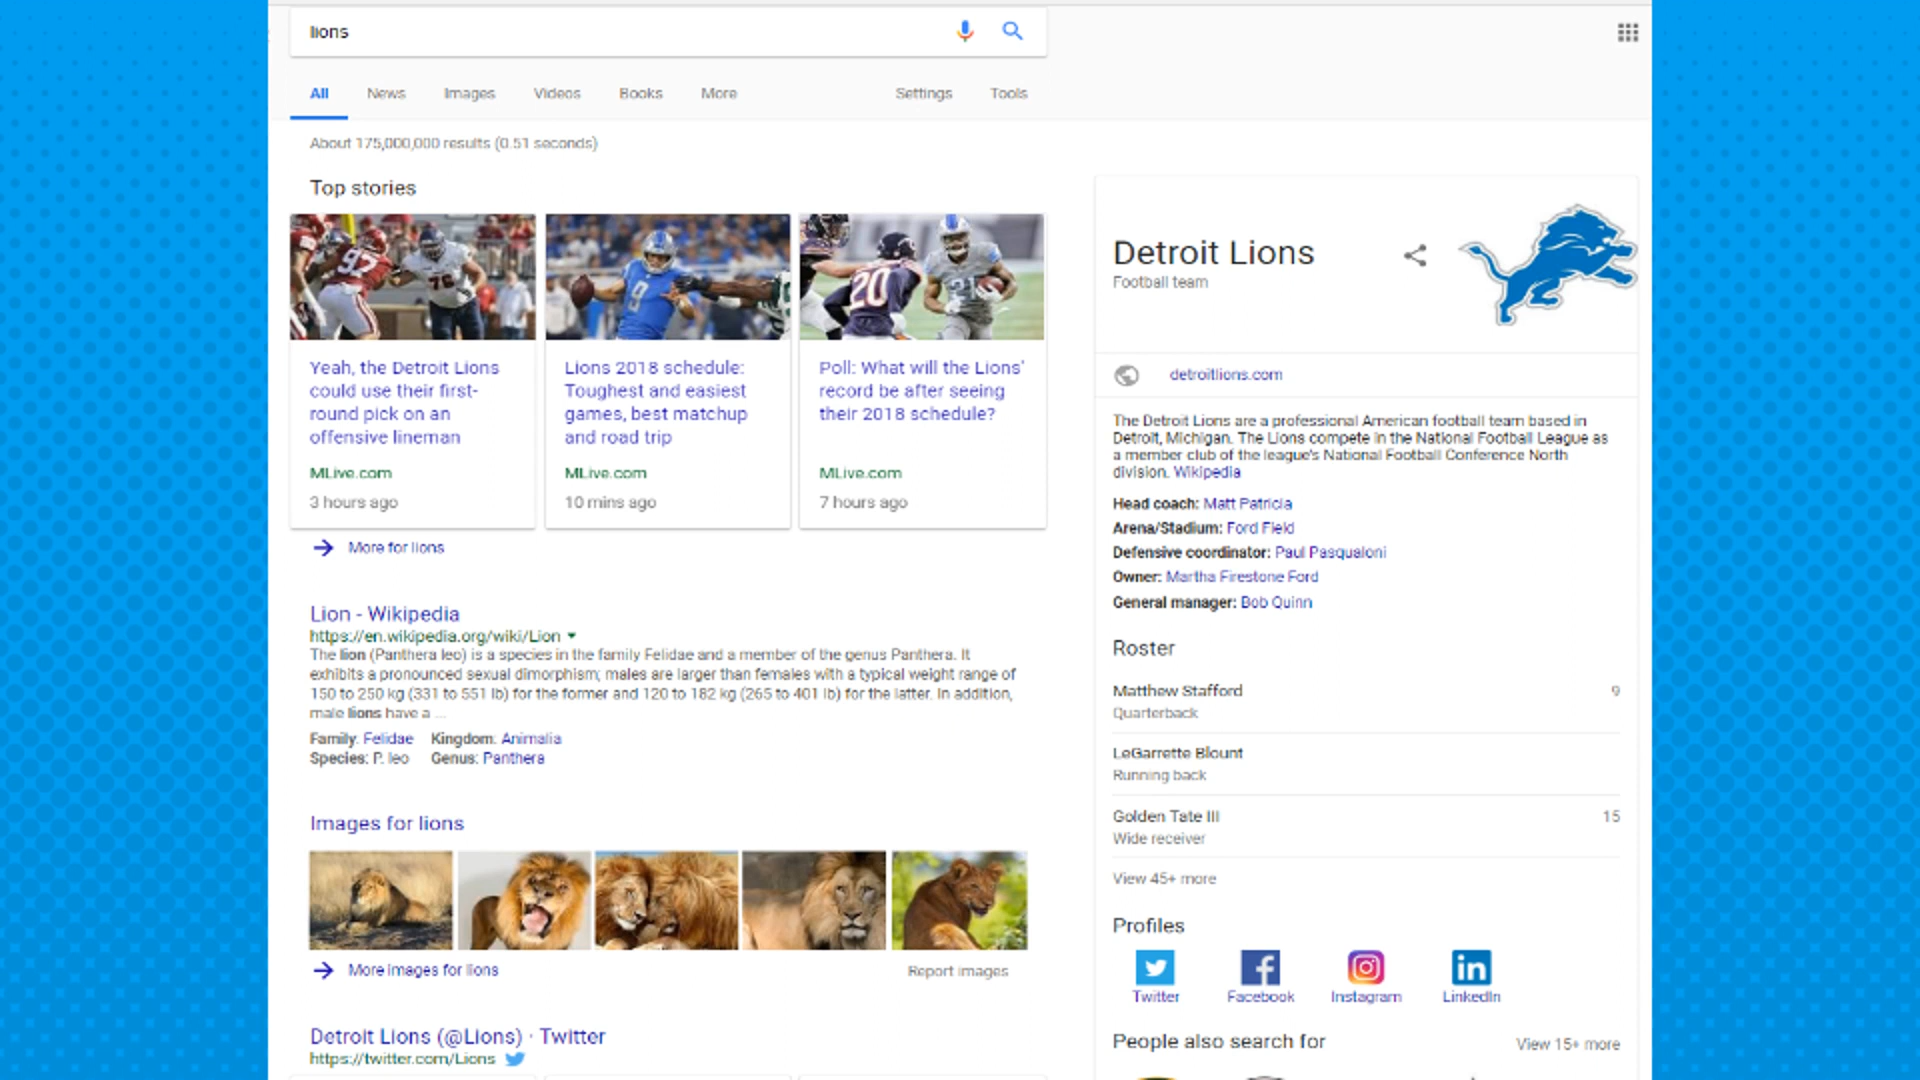 lions
All News Images Videos Books More Settings Tools
About 175,000,000 results (0.51 seconds)
Top stories
97
76
9
20
21
Yeah, the Detroit Lions
could use their first-
round pick on an
offensive lineman
MLive.com
3 hours ago
Lions 2018 schedule:
Toughest and easiest
games, best matchup
and road trip
MLive.com
10 mins ago
Poll: What will the Lions'
record be after seeing
their 2018 schedule?
MLive.com
7 hours ago
More for lions
Lion - Wikipedia
https://en.wikipedia.org/wiki/Lion
The lion (Panthera leo) is a species in the family Felidae and a member of the genus Panthera. It
exhibits a pronounced sexual dimorphism; males are larger than females with a typical weight range of
150 to 250 kg (331 to 551 lb) for the former and 120 to 182 kg (265 to 401 lb) for the latter. In addition,
male lions have a ...
Family: Felidae Kingdom: Animalia
Species: P. leo Genus: Panthera
Images for lions
More images for lions
Report images
Detroit Lions (@Lions) · Twitter
https://twitter.com/Lions
Detroit Lions
Football team
detroitlions.com
The Detroit Lions are a professional American football team based in
Detroit, Michigan. The Lions compete in the National Football League as
a member club of the league's National Football Conference North
division. Wikipedia
Head coach: Matt Patricia
Arena/Stadium: Ford Field
Defensive coordinator: Paul Pasqualoni
Owner: Martha Firestone Ford
General manager: Bob Quinn
Roster
Matthew Stafford 9
Quarterback
LeGarrette Blount
Running back
Golden Tate III 15
Wide receiver
View 45+ more
Profiles
Twitter Facebook Instagram LinkedIn
People also search for View 15+ more